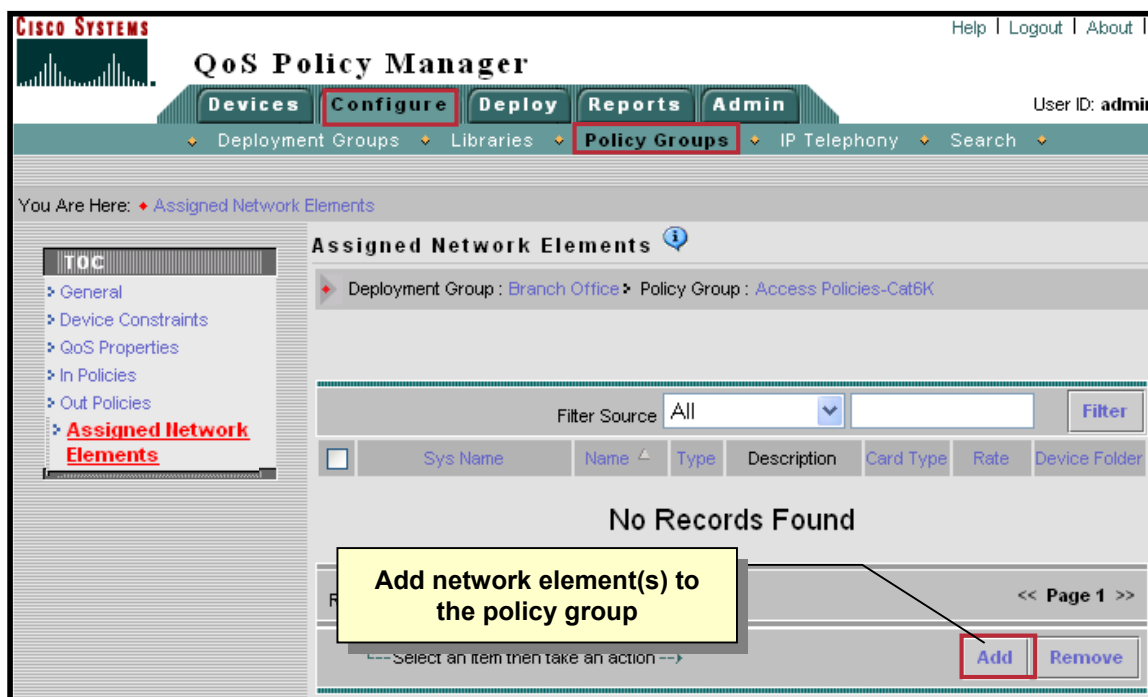 CISCO SYSTEMS
Help | Logout | About |
QoS Policy Manager
Devices Configure Deploy Reports Admin
User ID: admin
Deployment Groups Libraries Policy Groups IP Telephony Search
You Are Here: Assigned Network Elements
TOC
General
Device Constraints
QoS Properties
In Policies
Out Policies
Assigned Network
Elements
Assigned Network Elements
Deployment Group : Branch Office > Policy Group : Access Policies-Cat6K
Filter Source All Filter
Sys Name Name Type Description Card Type Rate Device Folder
No Records Found
Add network element(s) to
the policy group
<< Page 1 >>
Select an item then take an action -->
Add Remove